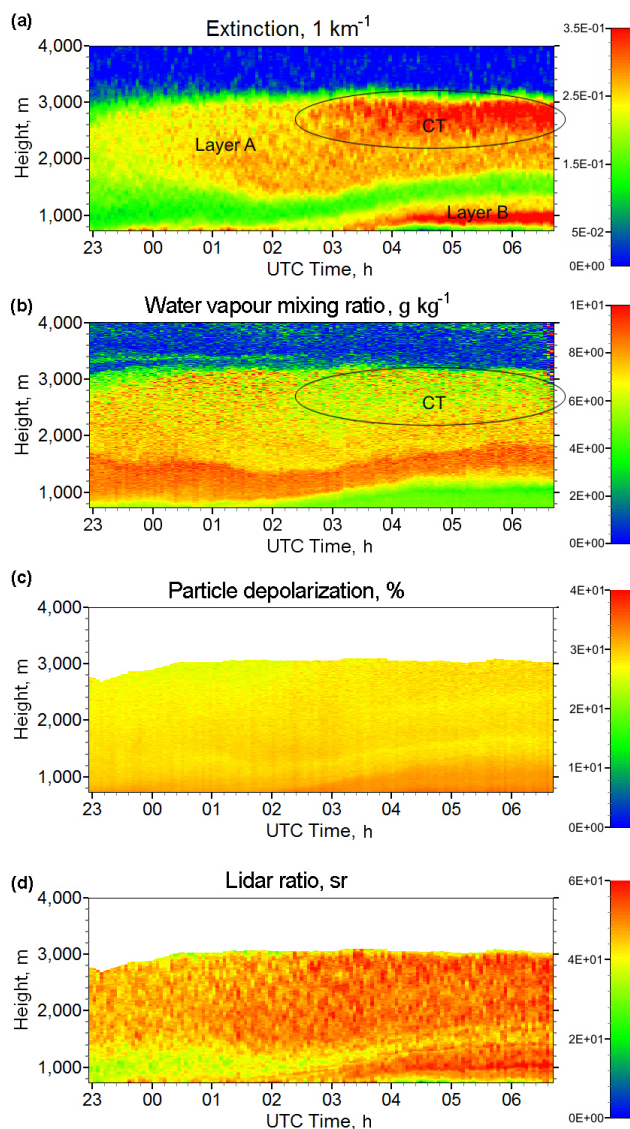 (a)
Extinction, 1 km-1
4,000
3,000
2,000
1,000
Height, m
Layer A
CT
Layer B
23 00 01 02 03 04 05 06
UTC Time, h
3.5E-01
2.5E-01
1.5E-01
5E-02
0E+00
(b)
Water vapour mixing ratio, g kg-1
4,000
3,000
2,000
1,000
Height, m
CT
23 00 01 02 03 04 05 06
UTC Time, h
1E+01
8E+00
6E+00
4E+00
2E+00
0E+00
(c)
Particle depolarization, %
4,000
3,000
2,000
1,000
Height, m
23 00 01 02 03 04 05 06
UTC Time, h
4E+01
3E+01
2E+01
1E+01
0E+00
(d)
Lidar ratio, sr
4,000
3,000
2,000
1,000
Height, m
23 00 01 02 03 04 05 06
UTC Time, h
6E+01
4E+01
2E+01
0E+00